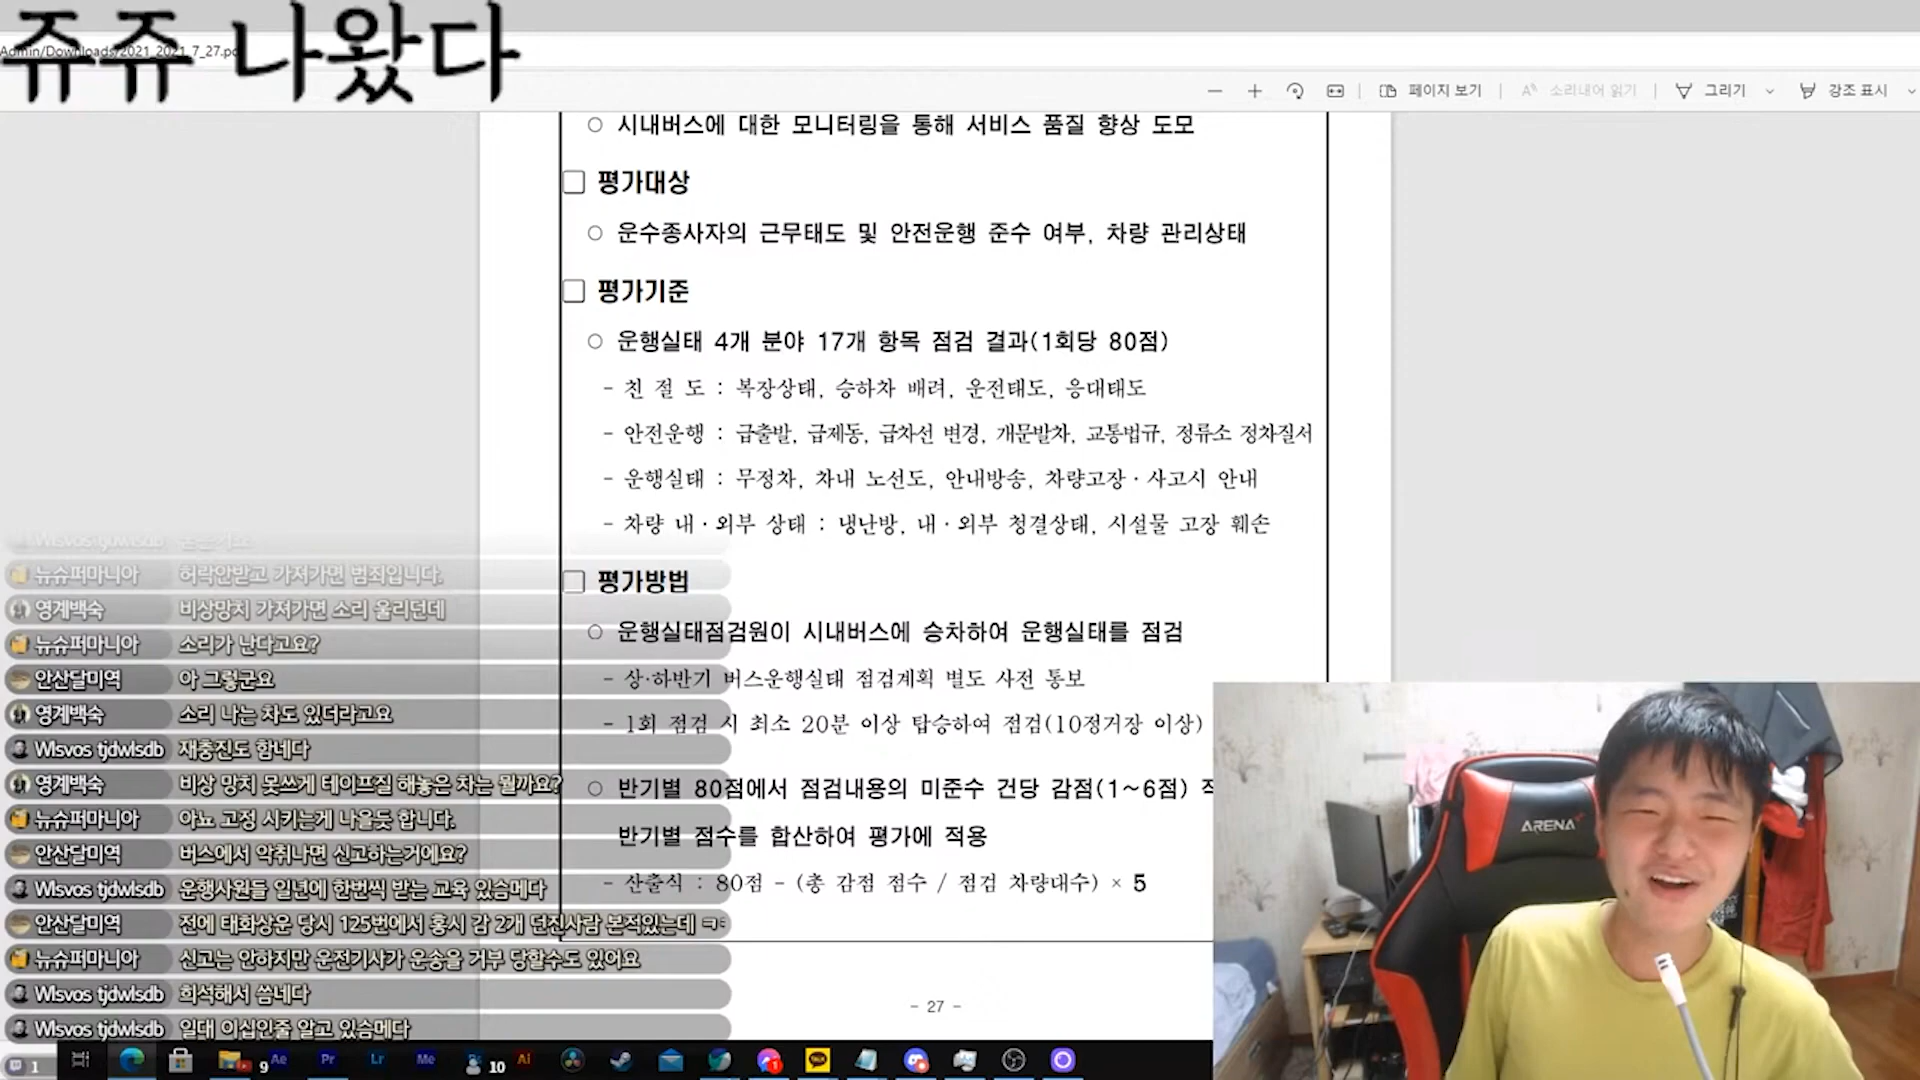 쥬쥬 나왔다
Admin/Downloads/2021_2021_7_27.pd
페이지 보기
소리내어 읽기
그리기
강조 표시
○ 시내버스에 대한 모니터링을 통해 서비스 품질 향상 도모
□ 평가대상
○ 운수종사자의 근무태도 및 안전운행 준수 여부, 차량 관리상태
□ 평가기준
○ 운행실태 4개 분야 17개 항목 점검 결과(1회당 80점)
- 친 절 도 : 복장상태, 승하차 배려, 운전태도, 응대태도
- 안전운행 : 급출발, 급제동, 급차선 변경, 개문발차, 교통법규, 정류소 정차질서
- 운행실태 : 무정차, 차내 노선도, 안내방송, 차량고장·사고시 안내
- 차량 내·외부 상태 : 냉난방, 내·외부 청결상태, 시설물 고장 훼손
□ 평가방법
○ 운행실태점검원이 시내버스에 승차하여 운행실태를 점검
- 상·하반기 버스운행실태 점검계획 별도 사전 통보
- 1회 점검 시 최소 20분 이상 탑승하여 점검(10정거장 이상)
○ 반기별 80점에서 점검내용의 미준수 건당 감점(1~6점)
반기별 점수를 합산하여 평가에 적용
- 산출식 : 80점 - (총 감점 점수 / 점검 차량대수) × 5
- 27 -
Wlsvos tjdwlsdb
뉴슈퍼마니아 허락안받고 가져가면 범죄입니다.
영계백숙 비상망치 가져가면 소리 울리던데
뉴슈퍼마니아 소리가 난다고요?
안산달미역 아 그렇군요
영계백숙 소리 나는 차도 있더라고요
Wlsvos tjdwlsdb 재충진도 함네다
영계백숙 비상 망치 못쓰게 테이프질 해놓은 차는 뭘까요?
뉴슈퍼마니아 아뇨 고정 시키는게 나올듯 합니다.
안산달미역 버스에서 악취나면 신고하는거에요?
Wlsvos tjdwlsdb 운행사원들 일년에 한번씩 받는 교육 있슴메다
안산달미역 전에 태화상운 당시 125번에서 홍시 감 2개 던진사람 본적있는데 ㅋ
뉴슈퍼마니아 신고는 안하지만 운전기사가 운송을 거부 당할수도 있어요
Wlsvos tjdwlsdb 희석해서 씀네다
Wlsvos tjdwlsdb 일대 이십인줄 알고 있슴메다
ARENA
1
9
Ae
Pr
Lr
Me
10
Ai
TALK
1